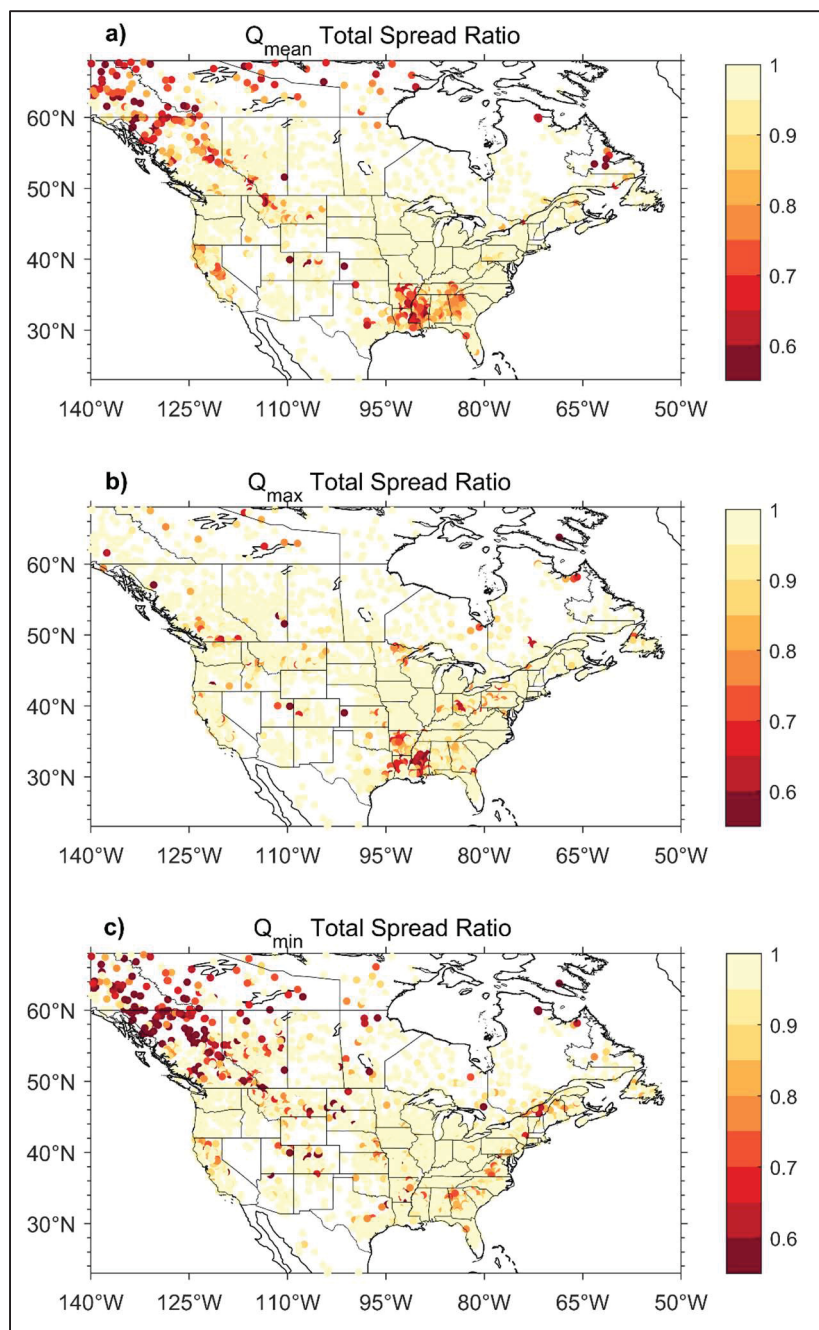 a)
Qmean Total Spread Ratio
60°N
50°N
40°N
30°N
140°W 125°W 110°W 95°W 80°W 65°W 50°W
1
0.9
0.8
0.7
0.6
b)
Qmax Total Spread Ratio
60°N
50°N
40°N
30°N
140°W 125°W 110°W 95°W 80°W 65°W 50°W
1
0.9
0.8
0.7
0.6
c)
Qmin Total Spread Ratio
60°N
50°N
40°N
30°N
140°W 125°W 110°W 95°W 80°W 65°W 50°W
1
0.9
0.8
0.7
0.6